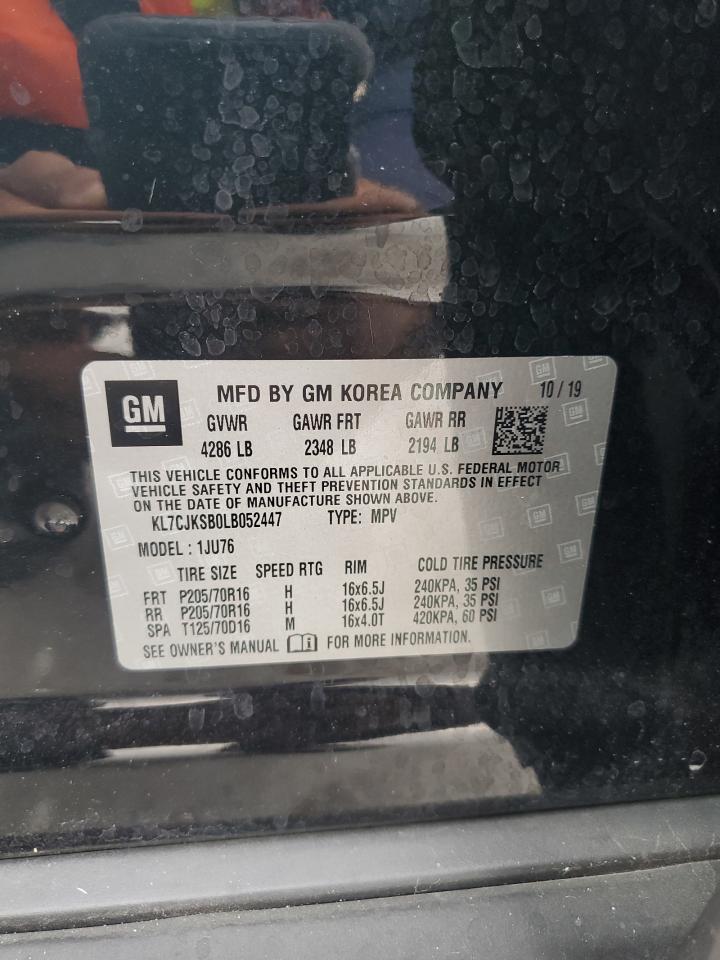 GM MFD BY GM KOREA COMPANY 10 / 19
GVWR GAWR FRT GAWR RR
4286 LB 2348 LB 2194 LB
THIS VEHICLE CONFORMS TO ALL APPLICABLE U.S. FEDERAL MOTOR
VEHICLE SAFETY AND THEFT PREVENTION STANDARDS IN EFFECT
ON THE DATE OF MANUFACTURE SHOWN ABOVE.
KL7CJKSB0LB052447 TYPE: MPV
MODEL : 1JU76
TIRE SIZE SPEED RTG RIM COLD TIRE PRESSURE
FRT P205/70R16 H 16x6.5J 240KPA, 35 PSI
RR P205/70R16 H 16x6.5J 240KPA, 35 PSI
SPA T125/70D16 M 16x4.0T 420KPA, 60 PSI
SEE OWNER'S MANUAL FOR MORE INFORMATION.